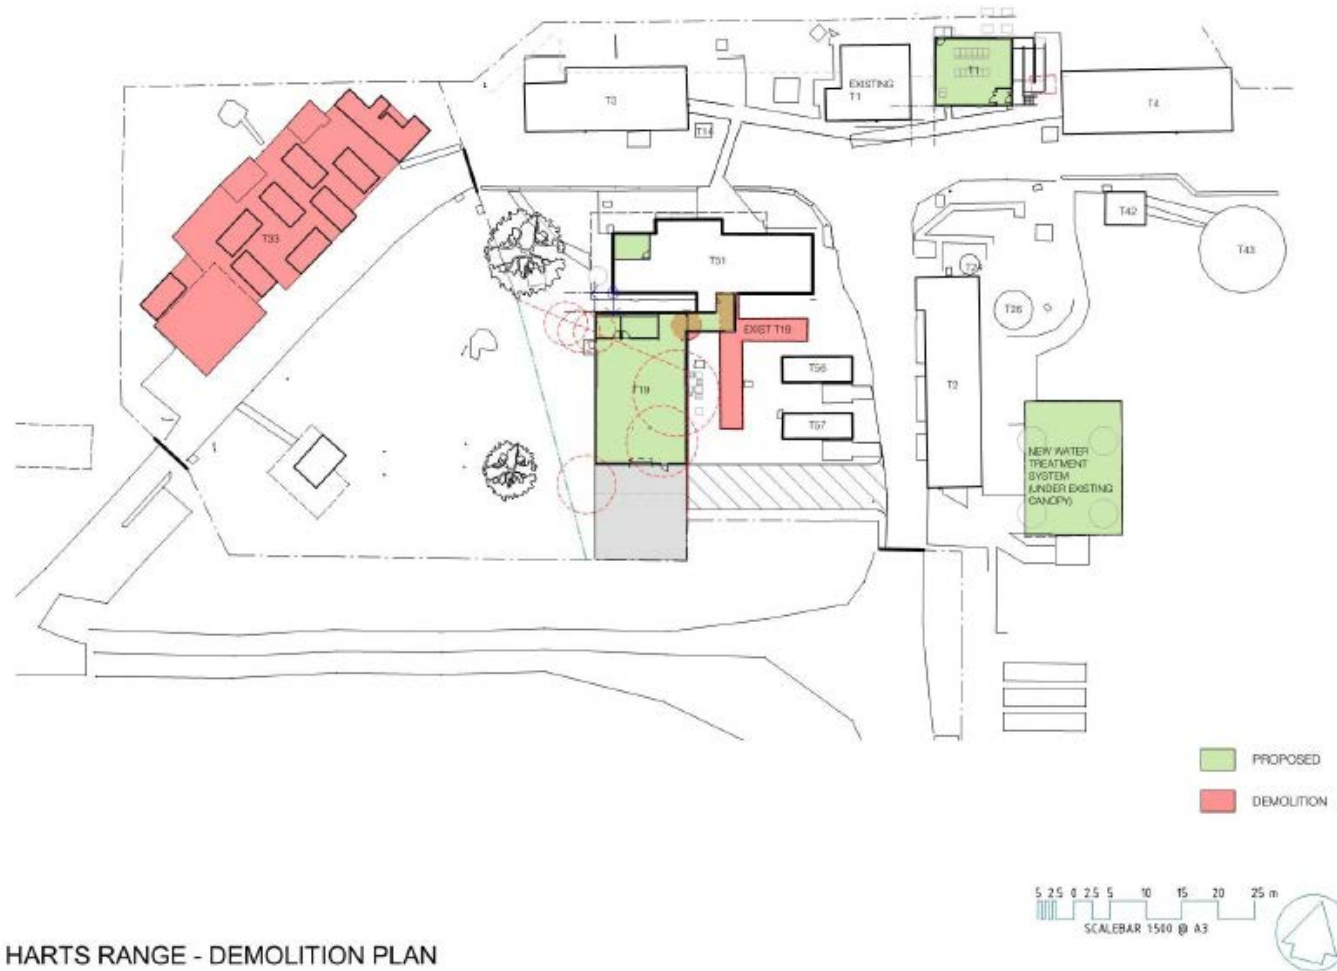 T3
EXISTING
T1
T1
T4
T14
T42
T33
T51
T43
T24
T26
EXIST T19
T56
T19
T2
T57
NEW WATER
TREATMENT
SYSTEM
(UNDER EXISTING
CANOPY)
PROPOSED
DEMOLITION
5 2.5 0 2.5 5 10 15 20 25 m
SCALEBAR 1:500 @ A3
HARTS RANGE - DEMOLITION PLAN